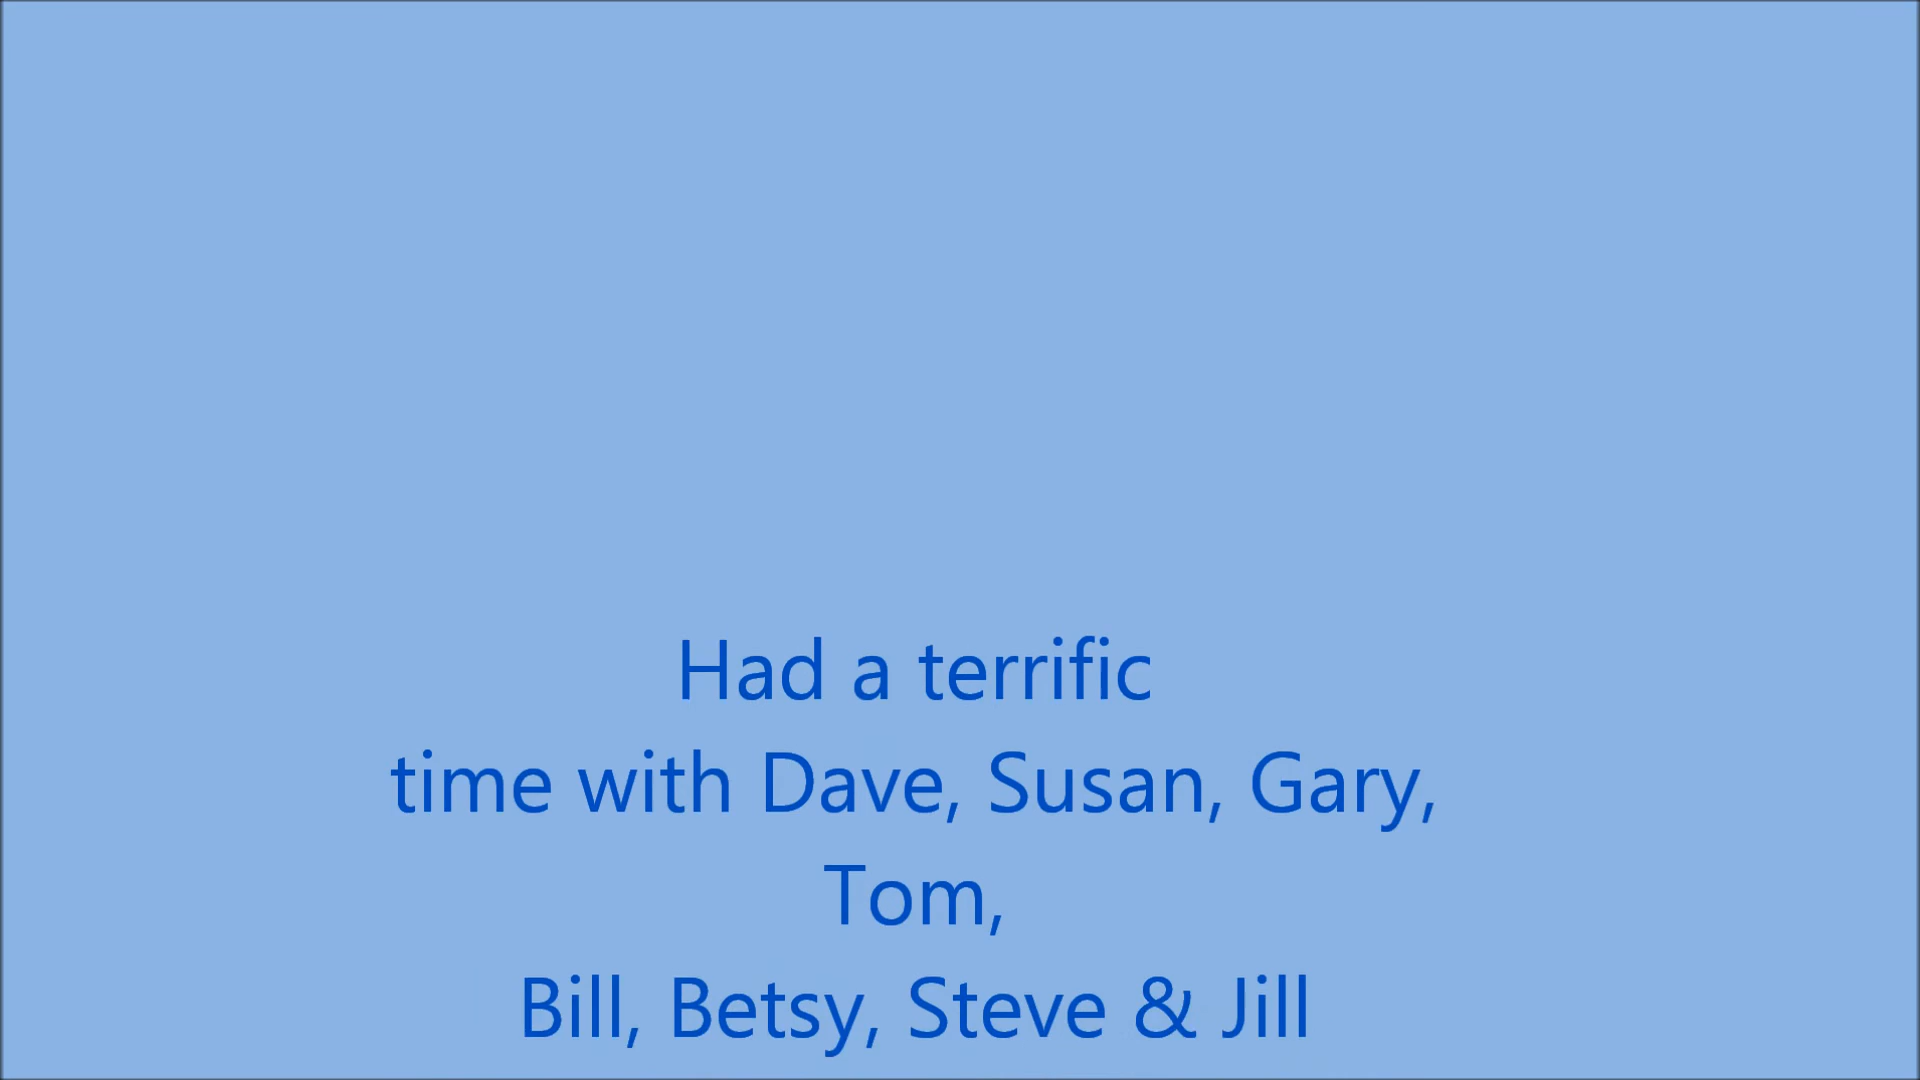 Had a terrific
time with Dave, Susan, Gary,
Tom,
Bill, Betsy, Steve & Jill